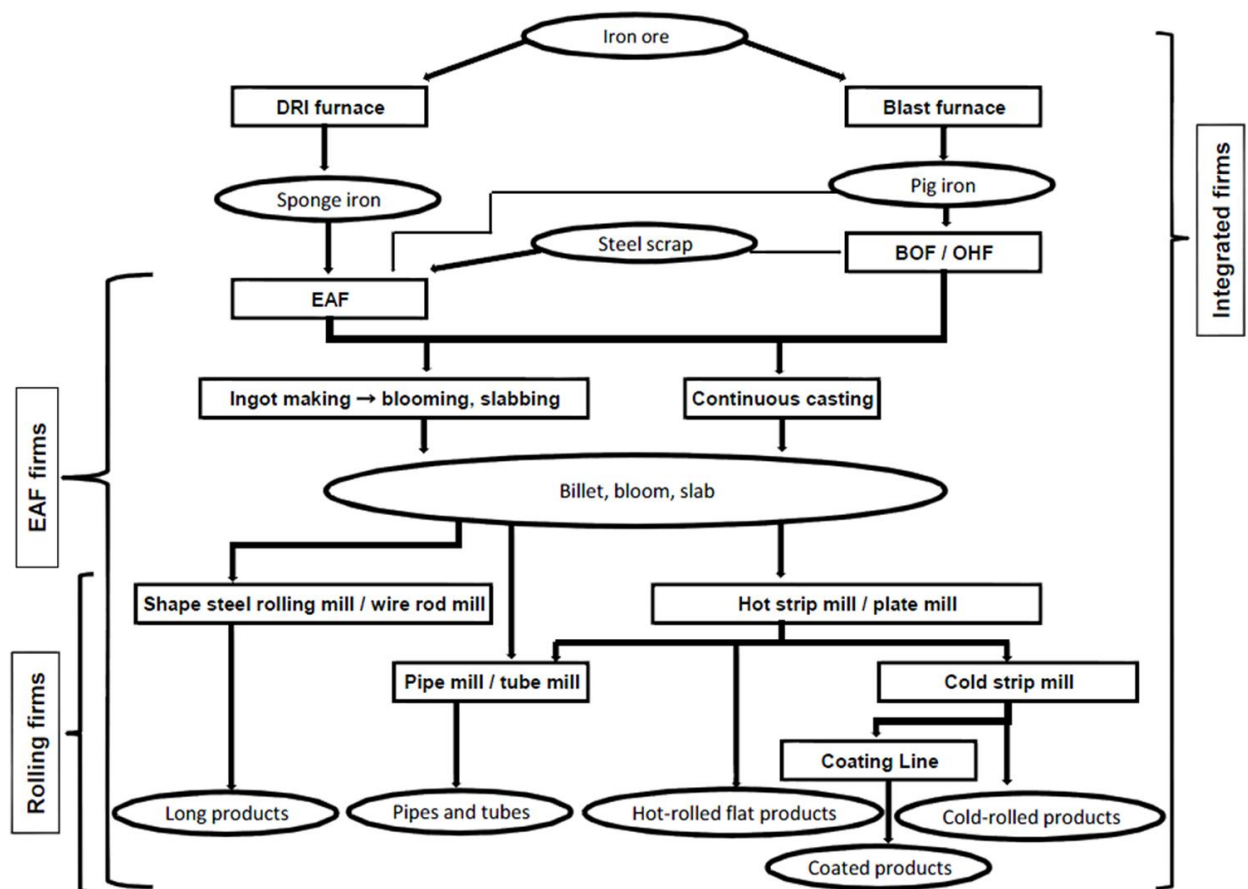 Iron ore
DRI furnace
Blast furnace
Sponge iron
Pig iron
Steel scrap
BOF / OHF
EAF
Ingot making → blooming, slabbing
Continuous casting
Billet, bloom, slab
Shape steel rolling mill / wire rod mill
Hot strip mill / plate mill
Pipe mill / tube mill
Cold strip mill
Coating Line
Long products
Pipes and tubes
Hot-rolled flat products
Cold-rolled products
Coated products
EAF firms
Rolling firms
Integrated firms